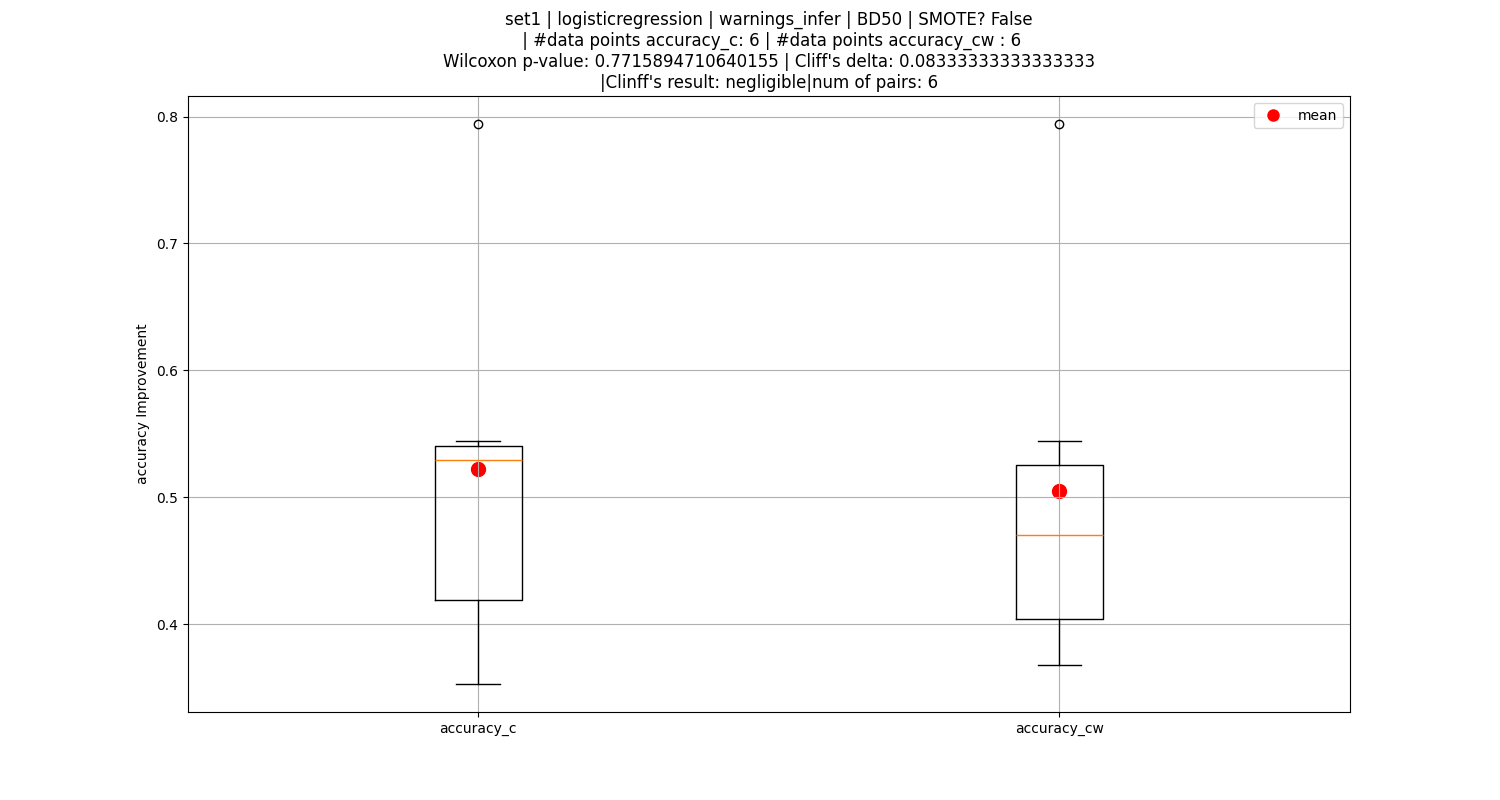 set1 | logisticregression | warnings_infer | BD50 | SMOTE? False
| #data points accuracy_c: 6 | #data points accuracy_cw : 6
Wilcoxon p-value: 0.7715894710640155 | Cliff's delta: 0.08333333333333333
|Clinff's result: negligible|num of pairs: 6
mean
0.8
0.7
0.6
0.5
0.4
accuracy Improvement
accuracy_c
accuracy_cw